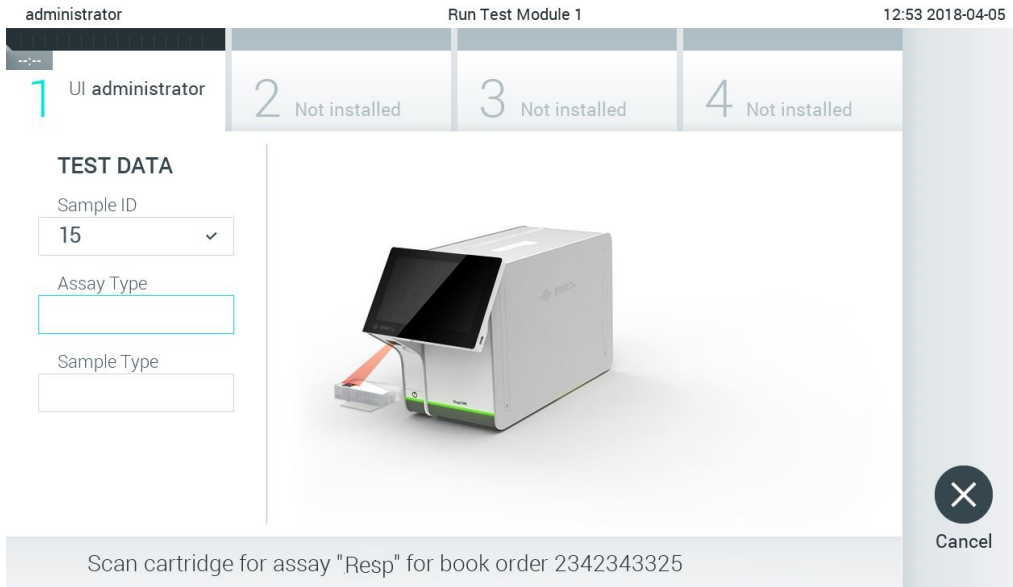 administrator
Run Test Module 1
12:53 2018-04-05
--:--
1 UI administrator
2 Not installed
3 Not installed
4 Not installed
TEST DATA
Sample ID
15
Assay Type
Sample Type
Cancel
Scan cartridge for assay "Resp" for book order 2342343325